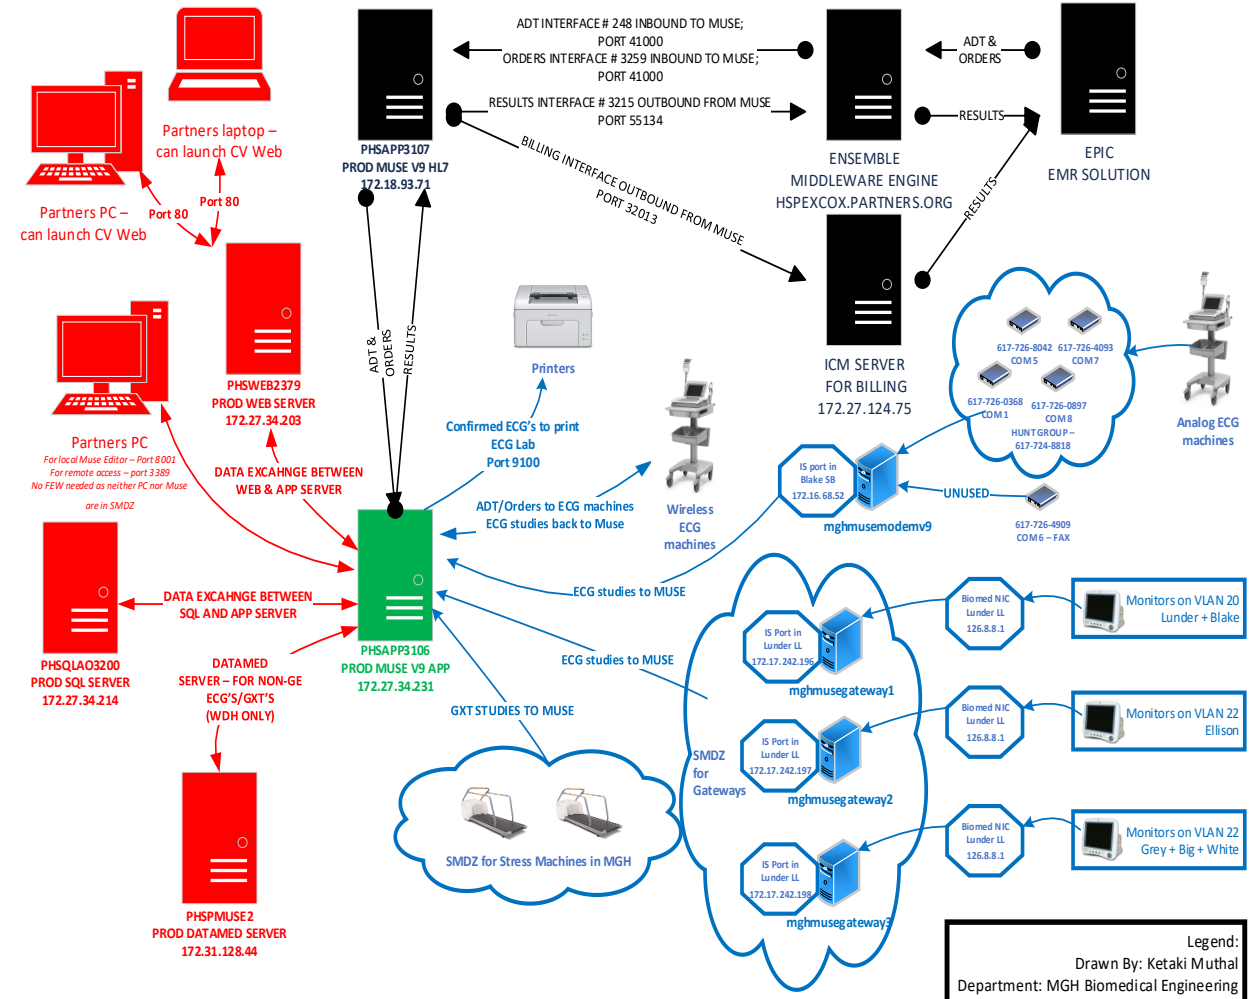 ADT INTERFACE # 248 INBOUND TO MUSE;
PORT 41000
ORDERS INTERFACE # 3259 INBOUND TO MUSE;
PORT 41000
ADT &
ORDERS
RESULTS INTERFACE # 3215 OUTBOUND FROM MUSE
PORT 55134
RESULTS
BILLING INTERFACE OUTBOUND FROM MUSE
PORT 32013
RESULTS
Partners laptop –
can launch CV Web
Partners PC –
can launch CV Web
Port 80
Port 80
PHSAPP3107
PROD MUSE V9 HL7
172.18.93.71
ENSEMBLE
MIDDLEWARE ENGINE
HSPEXCOX.PARTNERS.ORG
EPIC
EMR SOLUTION
ADT &
ORDERS
RESULTS
ICM SERVER
FOR BILLING
172.27.124.75
617-726-8042
COM 5
617-726-4093
COM 7
617-726-0368
COM 1
617-726-0897
COM 8
HUNT GROUP –
617-724-8818
Analog ECG
machines
PHSWEB2379
PROD WEB SERVER
172.27.34.203
Printers
Confirmed ECG's to print
ECG Lab
Port 9100
Partners PC
For local Muse Editor – Port 8001
For remote access – port 3389
No FEW needed as neither PC nor Muse
are in SMDZ
DATA EXCAHNGE BETWEEN
WEB & APP SERVER
ADT/Orders to ECG machines
ECG studies back to Muse
Wireless
ECG
machines
IS port in
Blake SB
172.16.68.52
mghmusemodemv9
UNUSED
617-726-4909
COM 6 – FAX
ECG studies to MUSE
DATA EXCAHNGE BETWEEN
SQL AND APP SERVER
PHSQLAO3200
PROD SQL SERVER
172.27.34.214
PHSAPP3106
PROD MUSE V9 APP
172.27.34.231
DATAMED
SERVER – FOR NON-GE
ECG'S/GXT'S
(WDH ONLY)
ECG studies to MUSE
GXT STUDIES TO MUSE
IS Port in
Lunder LL
172.17.242.196
mghmusegateway1
Biomed NIC
Lunder LL
126.8.8.1
Monitors on VLAN 20
Lunder + Blake
SMDZ
for
Gateways
IS Port in
Lunder LL
172.17.242.197
mghmusegateway2
Biomed NIC
Lunder LL
126.8.8.1
Monitors on VLAN 22
Ellison
IS Port in
Lunder LL
172.17.242.198
mghmusegateway3
Biomed NIC
Lunder LL
126.8.8.1
Monitors on VLAN 22
Grey + Big + White
SMDZ for Stress Machines in MGH
PHSPMUSE2
PROD DATAMED SERVER
172.31.128.44
Legend:
Drawn By: Ketaki Muthal
Department: MGH Biomedical Engineering